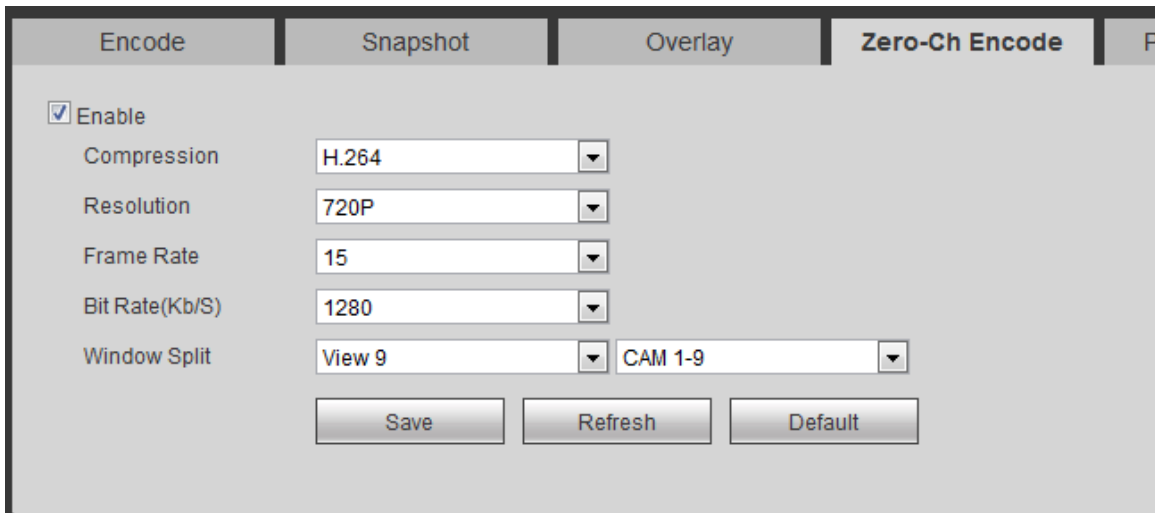 Encode Snapshot Overlay Zero-Ch Encode
Enable
Compression H.264
Resolution 720P
Frame Rate 15
Bit Rate(Kb/S) 1280
Window Split View 9 CAM 1-9
Save Refresh Default